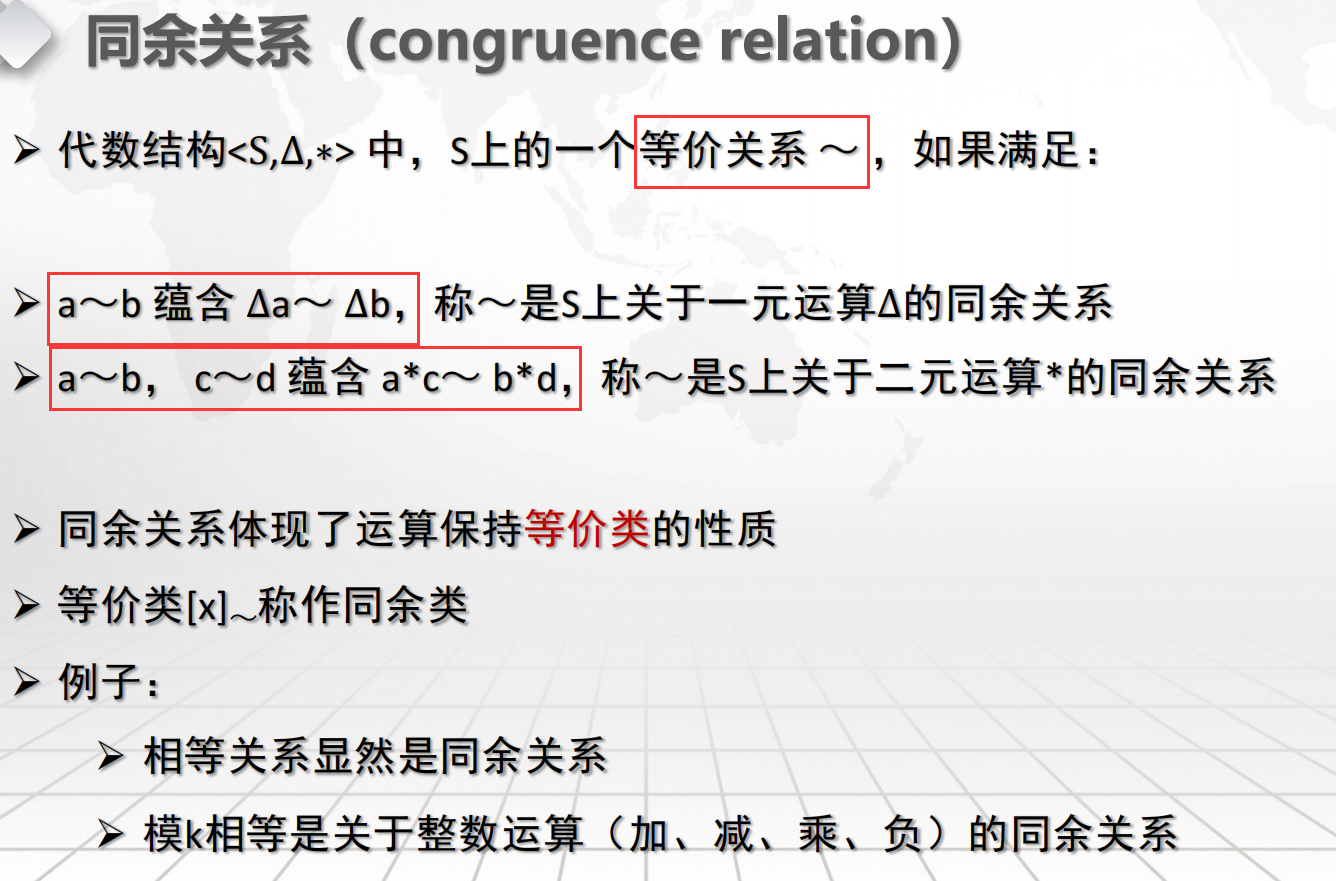 同余关系（congruence relation）
代数结构<S,Δ,*> 中，S上的一个等价关系 ～ ，如果满足：
a～b 蕴含 Δa～ Δb，称～是S上关于一元运算Δ的同余关系
a～b， c～d 蕴含 a*c～ b*d，称～是S上关于二元运算*的同余关系
同余关系体现了运算保持等价类的性质
等价类[x]～称作同余类
例子：
相等关系显然是同余关系
模k相等是关于整数运算（加、减、乘、负）的同余关系